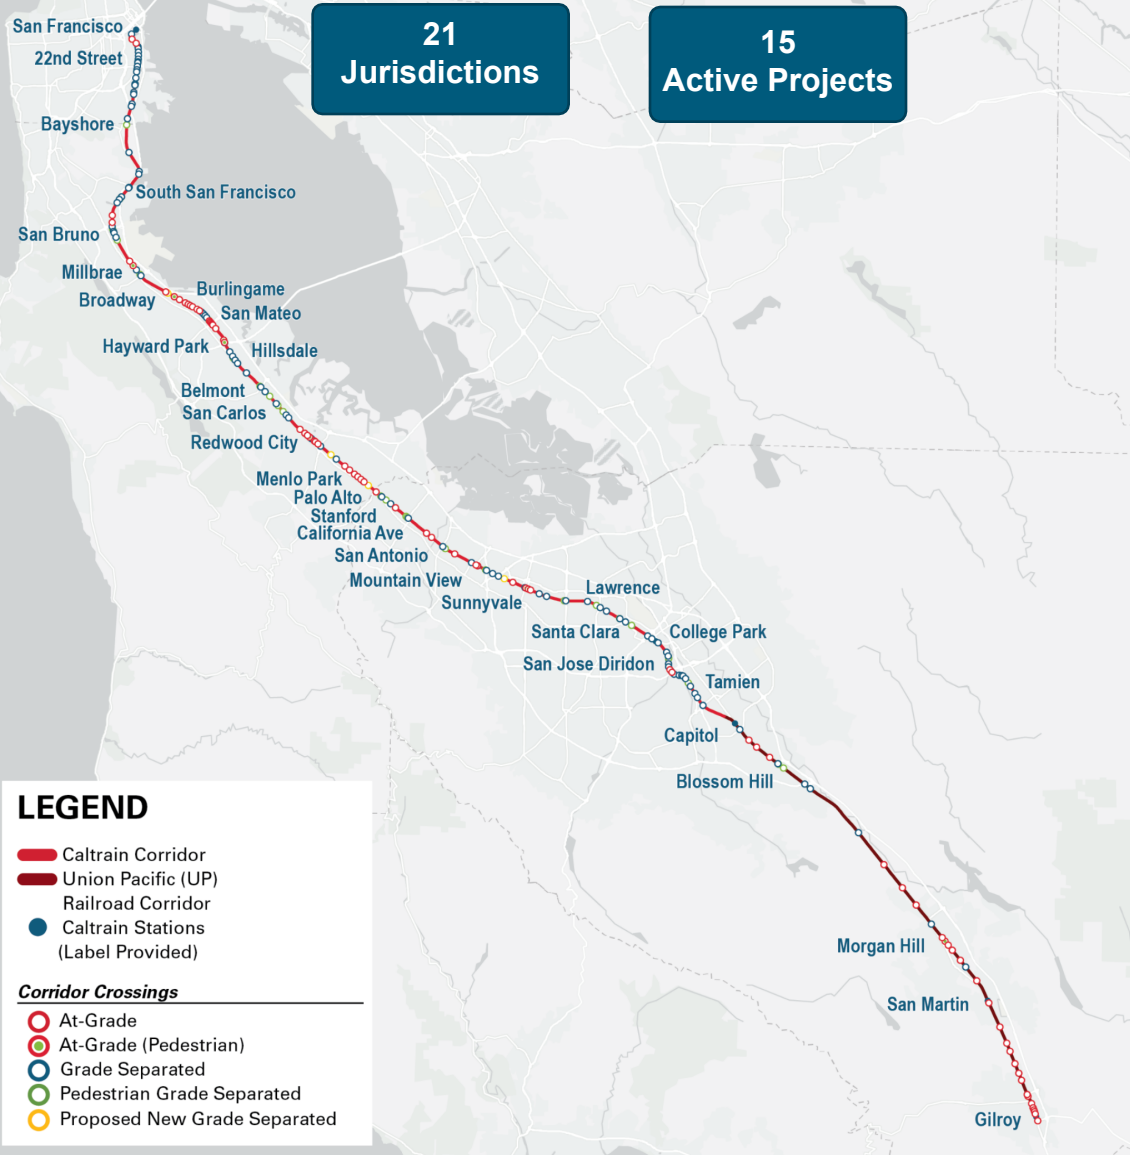 21
Jurisdictions
15
Active Projects
San Francisco
22nd Street
Bayshore
South San Francisco
San Bruno
Millbrae
Broadway
Burlingame
San Mateo
Hayward Park
Hillsdale
Belmont
San Carlos
Redwood City
Menlo Park
Palo Alto
Stanford
California Ave
San Antonio
Mountain View
Sunnyvale
Lawrence
Santa Clara
College Park
San Jose Diridon
Tamien
Capitol
Blossom Hill
Morgan Hill
San Martin
Gilroy
LEGEND
Caltrain Corridor
Union Pacific (UP)
Railroad Corridor
Caltrain Stations
(Label Provided)
Corridor Crossings
At-Grade
At-Grade (Pedestrian)
Grade Separated
Pedestrian Grade Separated
Proposed New Grade Separated